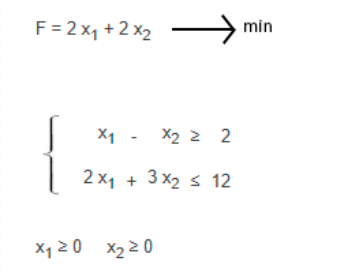 F = 2 x₁ + 2 x₂ ⟶ min
x₁ - x₂ ≥ 2
2 x₁ + 3 x₂ ≤ 12
x₁ ≥ 0 x₂ ≥ 0